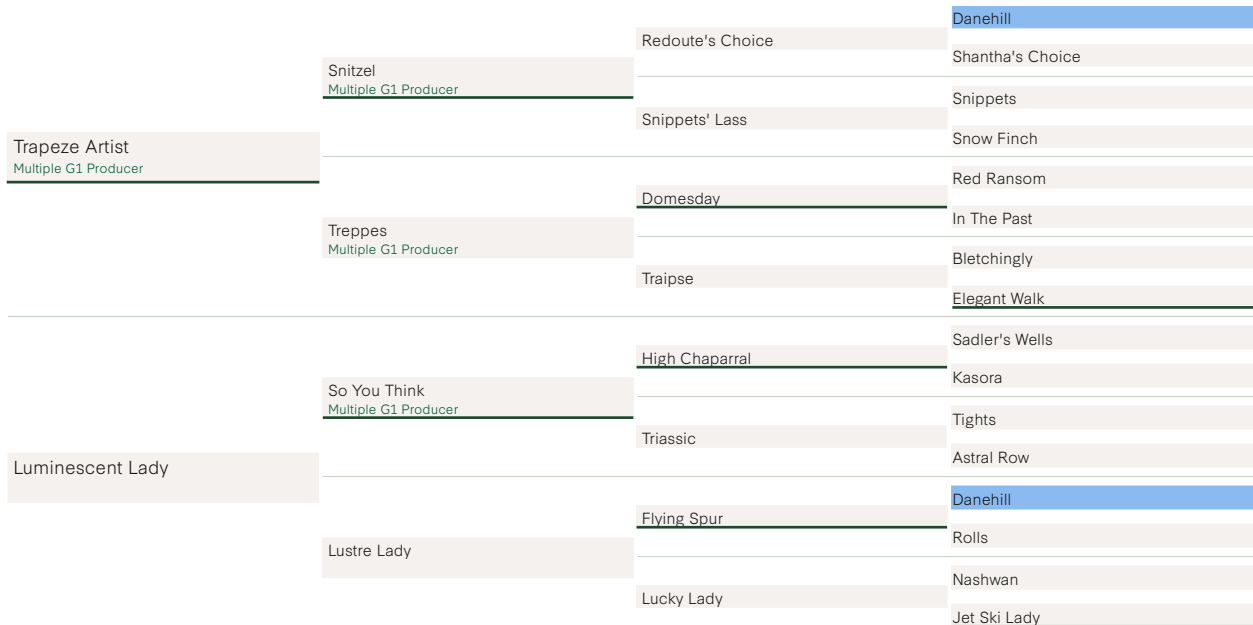 Danehill
Redoute's Choice
Shantha's Choice
Snitzel
Multiple G1 Producer
Snippets
Snippets' Lass
Snow Finch
Trapeze Artist
Multiple G1 Producer
Red Ransom
Domesday
In The Past
Treppes
Multiple G1 Producer
Bletchingly
Traipse
Elegant Walk
Sadler's Wells
High Chaparral
Kasora
So You Think
Multiple G1 Producer
Tights
Triassic
Astral Row
Luminescent Lady
Danehill
Flying Spur
Rolls
Lustre Lady
Nashwan
Lucky Lady
Jet Ski Lady